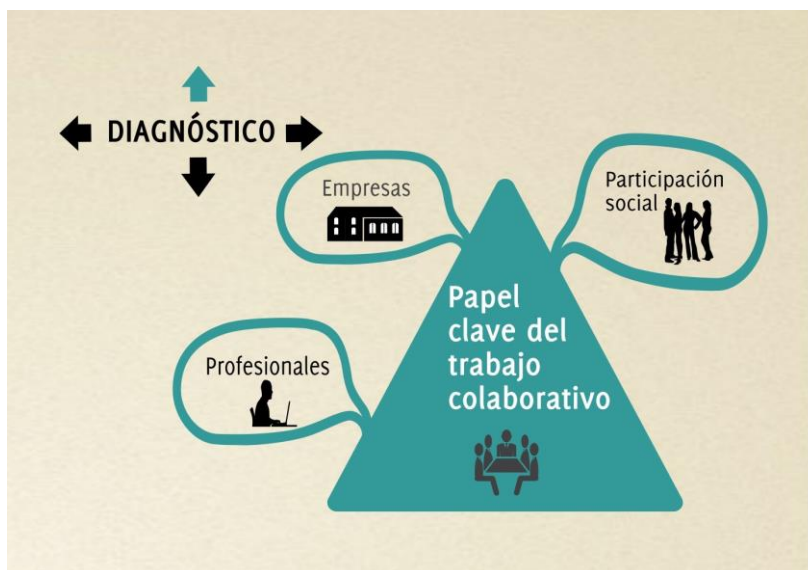 DIAGNÓSTICO
Empresas
Participación
social
Profesionales
Papel
clave del
trabajo
colaborativo